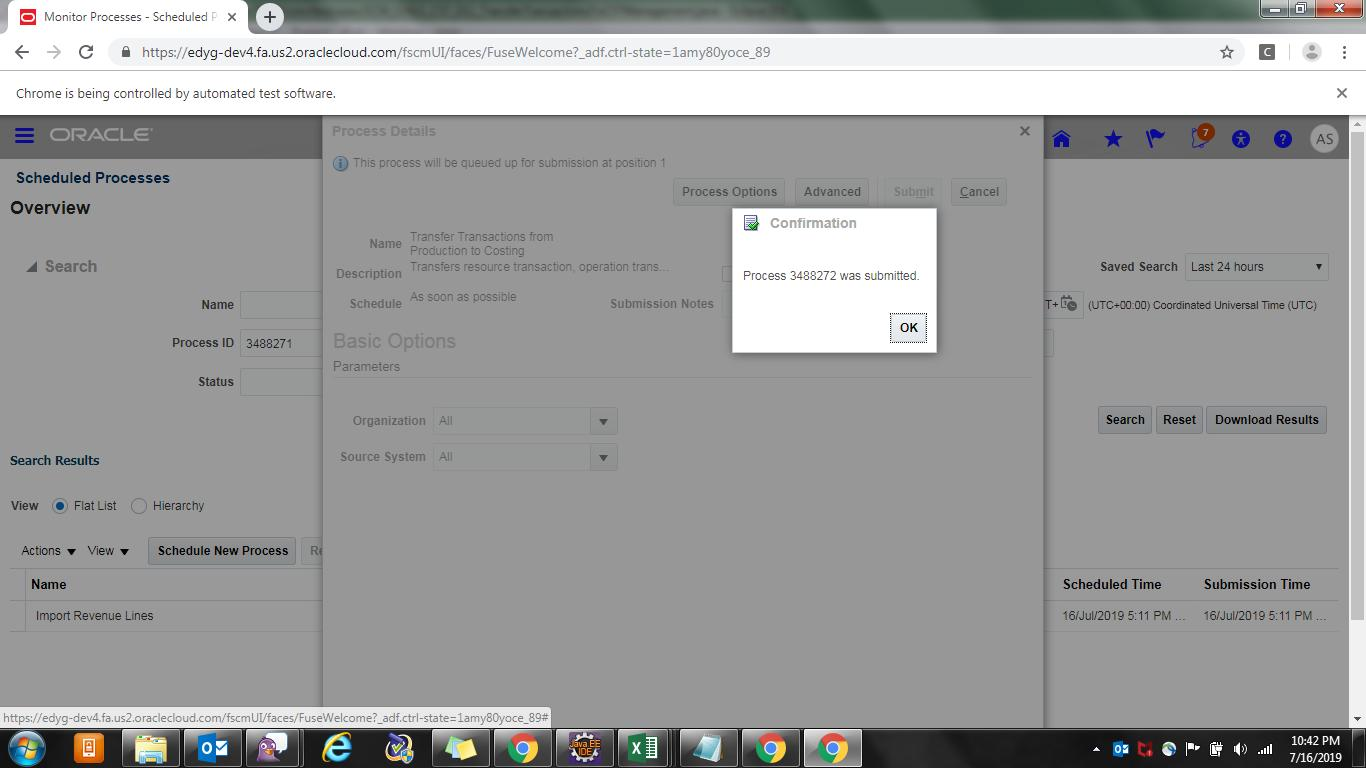 Monitor Processes - Scheduled P
https://edyg-dev4.fa.us2.oraclecloud.com/fscmUI/faces/FuseWelcome?_adf.ctrl-state=1amy80yoce_89
C
Chrome is being controlled by automated test software.
ORACLE
Process Details
7
AS
This process will be queued up for submission at position 1
Scheduled Processes
Process Options Advanced Submit Cancel
Overview
Confirmation
Name Transfer Transactions from
Production to Costing
Search
Description Transfers resource transaction, operation trans...
Process 3488272 was submitted.
Saved Search Last 24 hours
Name
Schedule As soon as possible
Submission Notes
T+ (UTC+00:00) Coordinated Universal Time (UTC)
OK
Process ID 3488271
Basic Options
Parameters
Status
Organization All
Search Reset Download Results
Source System All
Search Results
View Flat List Hierarchy
Actions View Schedule New Process Re
Name Scheduled Time Submission Time
Import Revenue Lines 16/Jul/2019 5:11 PM ... 16/Jul/2019 5:11 PM ...
https://edyg-dev4.fa.us2.oraclecloud.com/fscmUI/faces/FuseWelcome?_adf.ctrl-state=1amy80yoce_89#
Java EE
IDE
10:42 PM
7/16/2019